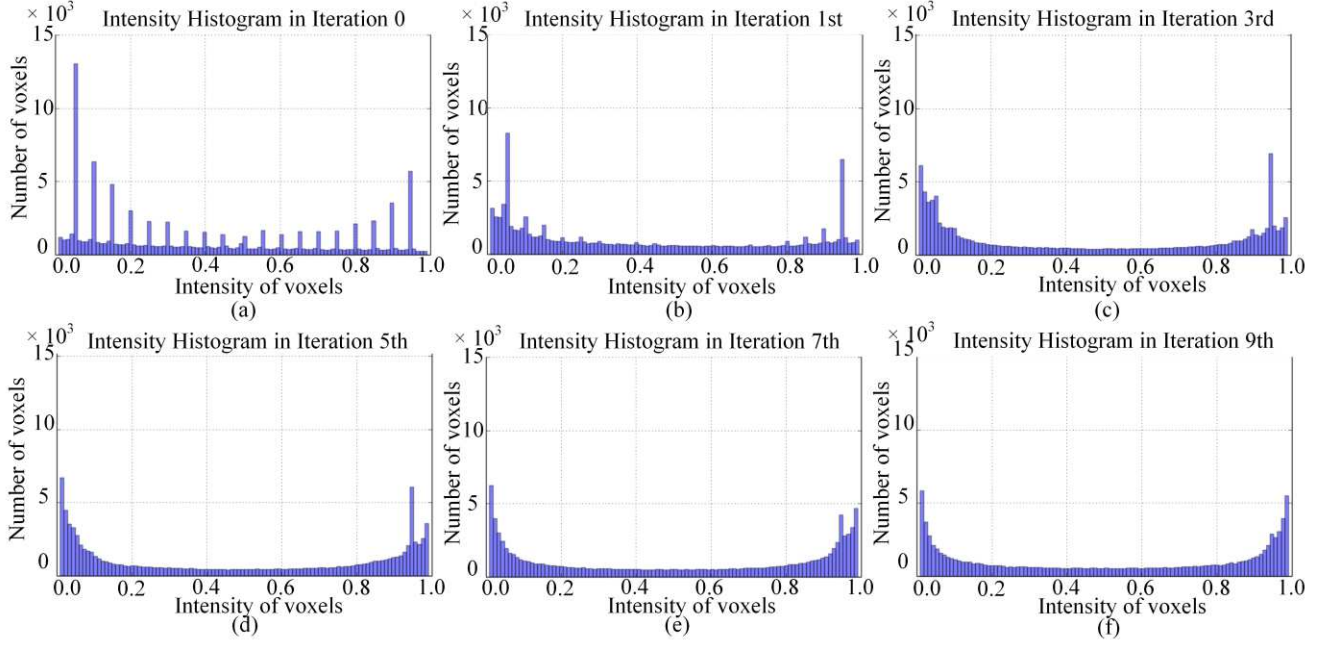 Intensity Histogram in Iteration 0
× 10³
15
10
5
0
Number of voxels
0.0 0.2 0.4 0.6 0.8 1.0
Intensity of voxels
(a)
Intensity Histogram in Iteration 1st
× 10³
15
10
5
0
Number of voxels
0.0 0.2 0.4 0.6 0.8 1.0
Intensity of voxels
(b)
Intensity Histogram in Iteration 3rd
× 10³
15
10
5
0
Number of voxels
0.0 0.2 0.4 0.6 0.8 1.0
Intensity of voxels
(c)
Intensity Histogram in Iteration 5th
× 10³
15
10
5
0
Number of voxels
0.0 0.2 0.4 0.6 0.8 1.0
Intensity of voxels
(d)
Intensity Histogram in Iteration 7th
× 10³
15
10
5
0
Number of voxels
0.0 0.2 0.4 0.6 0.8 1.0
Intensity of voxels
(e)
Intensity Histogram in Iteration 9th
× 10³
15
10
5
0
Number of voxels
0.0 0.2 0.4 0.6 0.8 1.0
Intensity of voxels
(f)